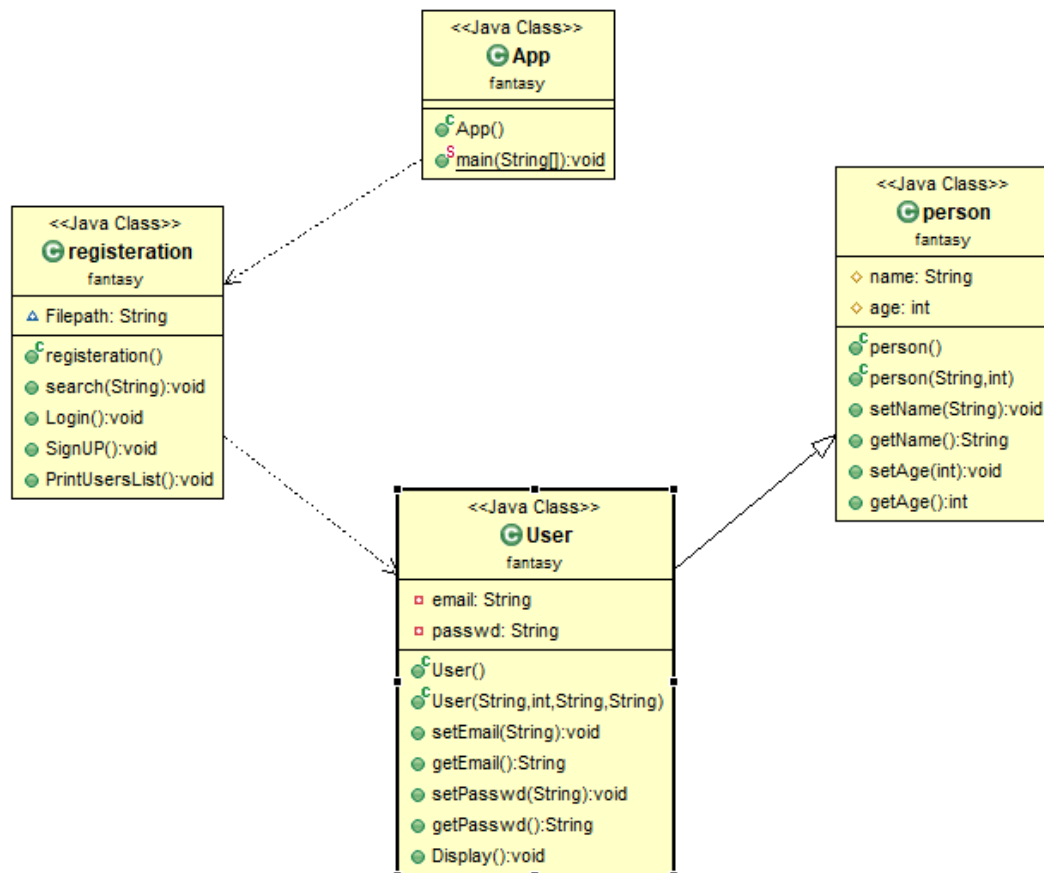 <<Java Class>>
App
fantasy
App()
main(String[]):void
<<Java Class>>
registeration
fantasy
Filepath: String
registeration()
search(String):void
Login():void
SignUP():void
PrintUsersList():void
<<Java Class>>
person
fantasy
name: String
age: int
person()
person(String,int)
setName(String):void
getName():String
setAge(int):void
getAge():int
<<Java Class>>
User
fantasy
email: String
passwd: String
User()
User(String,int,String,String)
setEmail(String):void
getEmail():String
setPasswd(String):void
getPasswd():String
Display():void